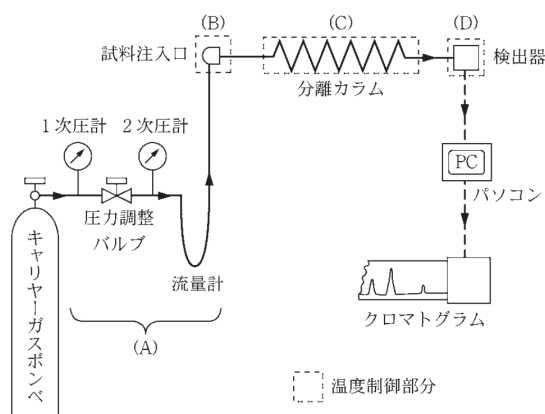 (B)
(C)
(D)
試料注入口
検出器
分離カラム
1次圧計
2次圧計
PC
パソコン
圧力調整
バルブ
流量計
キャリヤーガスボンベ
(A)
クロマトグラム
温度制御部分